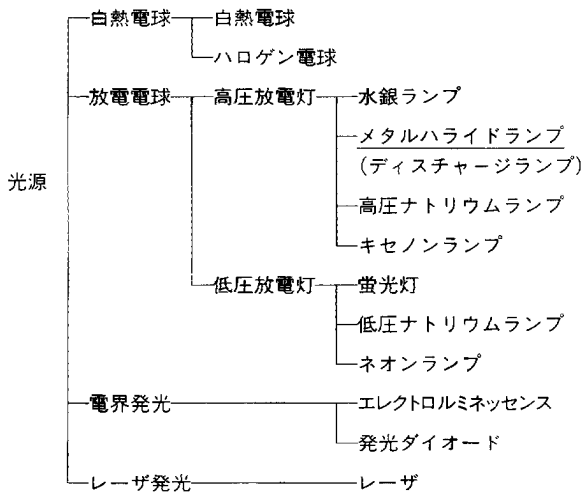 白熱電球 白熱電球
ハロゲン電球
放電電球 高圧放電灯 水銀ランプ
メタルハライドランプ
(ディスチャージランプ)
光源
高圧ナトリウムランプ
キセノンランプ
低圧放電灯 蛍光灯
低圧ナトリウムランプ
ネオンランプ
電界発光 エレクトロルミネッセンス
発光ダイオード
レーザ発光 レーザ